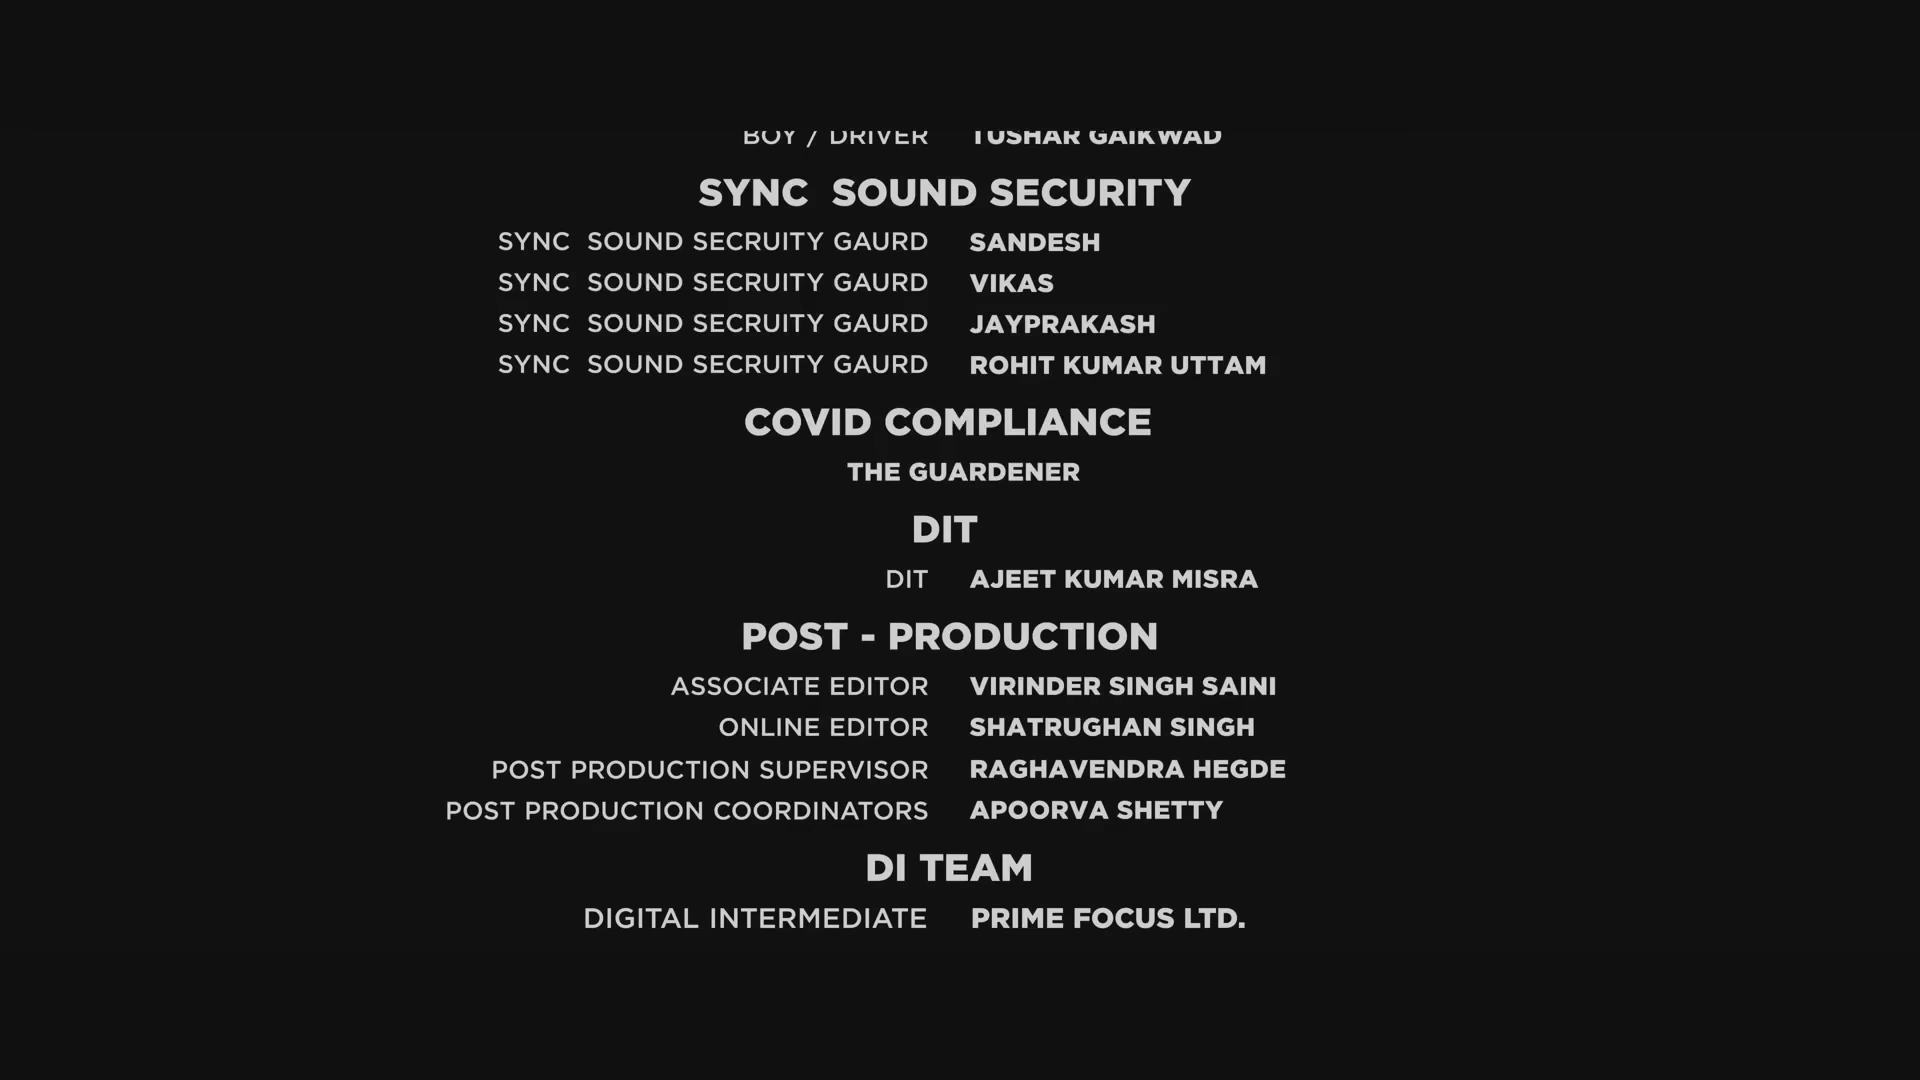 BOY / DRIVER TUSHAR GAIKWAD
SYNC SOUND SECURITY
SYNC SOUND SECRUITY GAURD SANDESH
SYNC SOUND SECRUITY GAURD VIKAS
SYNC SOUND SECRUITY GAURD JAYPRAKASH
SYNC SOUND SECRUITY GAURD ROHIT KUMAR UTTAM
COVID COMPLIANCE
THE GUARDENER
DIT
DIT AJEET KUMAR MISRA
POST - PRODUCTION
ASSOCIATE EDITOR VIRINDER SINGH SAINI
ONLINE EDITOR SHATRUGHAN SINGH
POST PRODUCTION SUPERVISOR RAGHAVENDRA HEGDE
POST PRODUCTION COORDINATORS APOORVA SHETTY
DI TEAM
DIGITAL INTERMEDIATE PRIME FOCUS LTD.